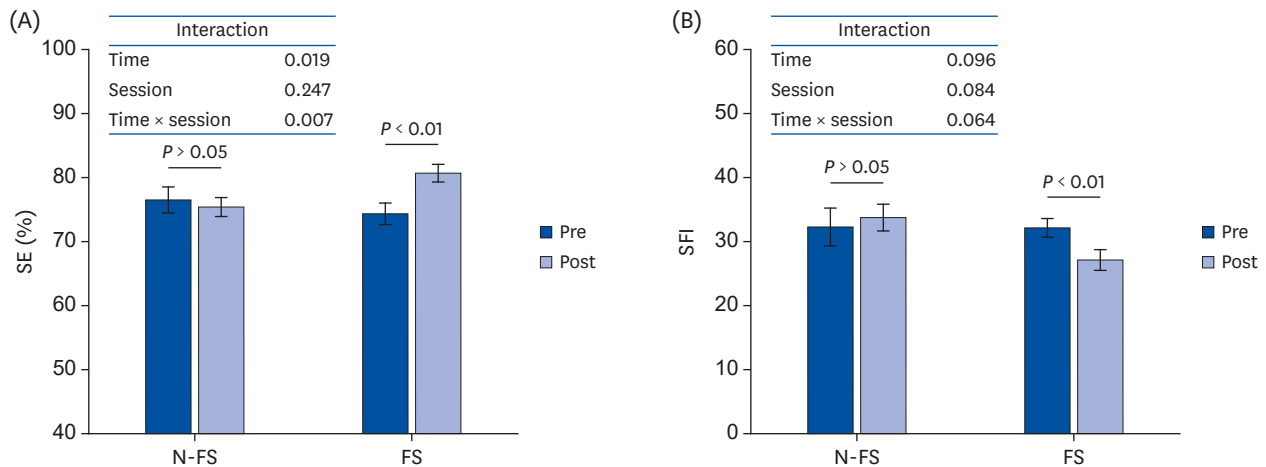 (A)
Interaction
Time 0.019
Session 0.247
Time × session 0.007
100
90
80
70
60
50
40
SE (%)
P > 0.05
P < 0.01
N-FS
FS
Pre
Post
(B)
Interaction
Time 0.096
Session 0.084
Time × session 0.064
60
50
40
30
20
10
0
SFI
P > 0.05
P < 0.01
N-FS
FS
Pre
Post